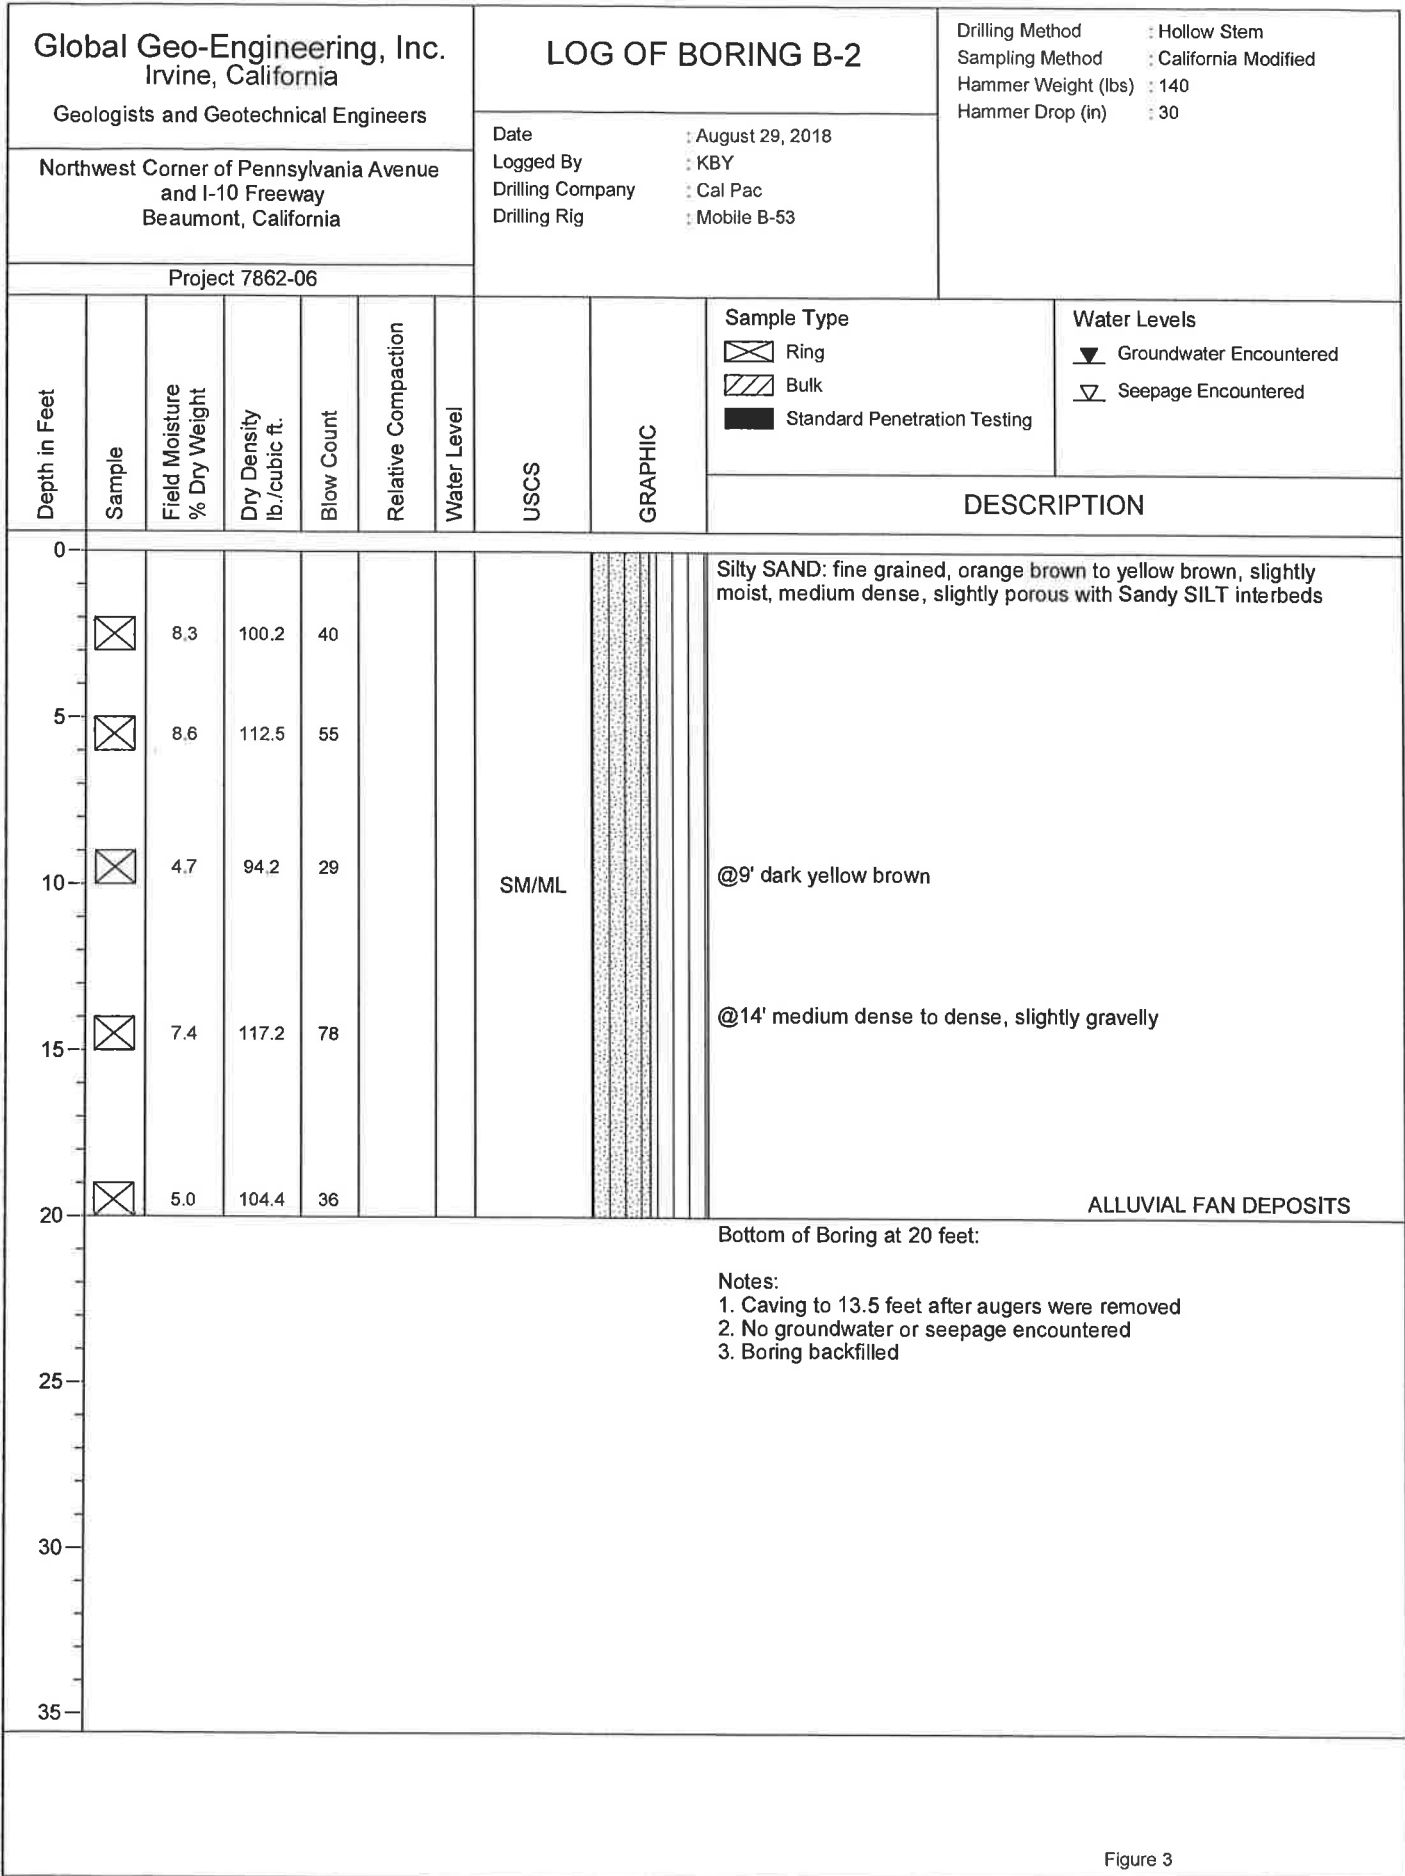 Global Geo-Engineering, Inc.
Irvine, California
Geologists and Geotechnical Engineers
Northwest Corner of Pennsylvania Avenue
and I-10 Freeway
Beaumont, California
Project 7862-06
LOG OF BORING B-2
Date : August 29, 2018
Logged By : KBY
Drilling Company : Cal Pac
Drilling Rig : Mobile B-53
Drilling Method : Hollow Stem
Sampling Method : California Modified
Hammer Weight (lbs) : 140
Hammer Drop (in) : 30
Depth in Feet
Sample
Field Moisture
% Dry Weight
Dry Density
lb./cubic ft.
Blow Count
Relative Compaction
Water Level
USCS
GRAPHIC
Sample Type
Ring
Bulk
Standard Penetration Testing
Water Levels
Groundwater Encountered
Seepage Encountered
DESCRIPTION
0
Silty SAND: fine grained, orange brown to yellow brown, slightly
moist, medium dense, slightly porous with Sandy SILT interbeds
8.3 100.2 40
5
8.6 112.5 55
4.7 94.2 29
10
SM/ML
@9' dark yellow brown
@14' medium dense to dense, slightly gravelly
7.4 117.2 78
15
5.0 104.4 36
ALLUVIAL FAN DEPOSITS
20
Bottom of Boring at 20 feet:
Notes:
1. Caving to 13.5 feet after augers were removed
2. No groundwater or seepage encountered
3. Boring backfilled
25
30
35
Figure 3